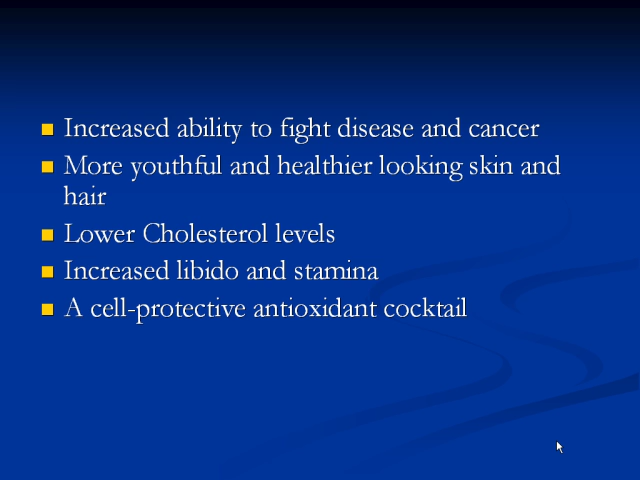 Increased ability to fight disease and cancer
More youthful and healthier looking skin and
hair
Lower Cholesterol levels
Increased libido and stamina
A cell-protective antioxidant cocktail